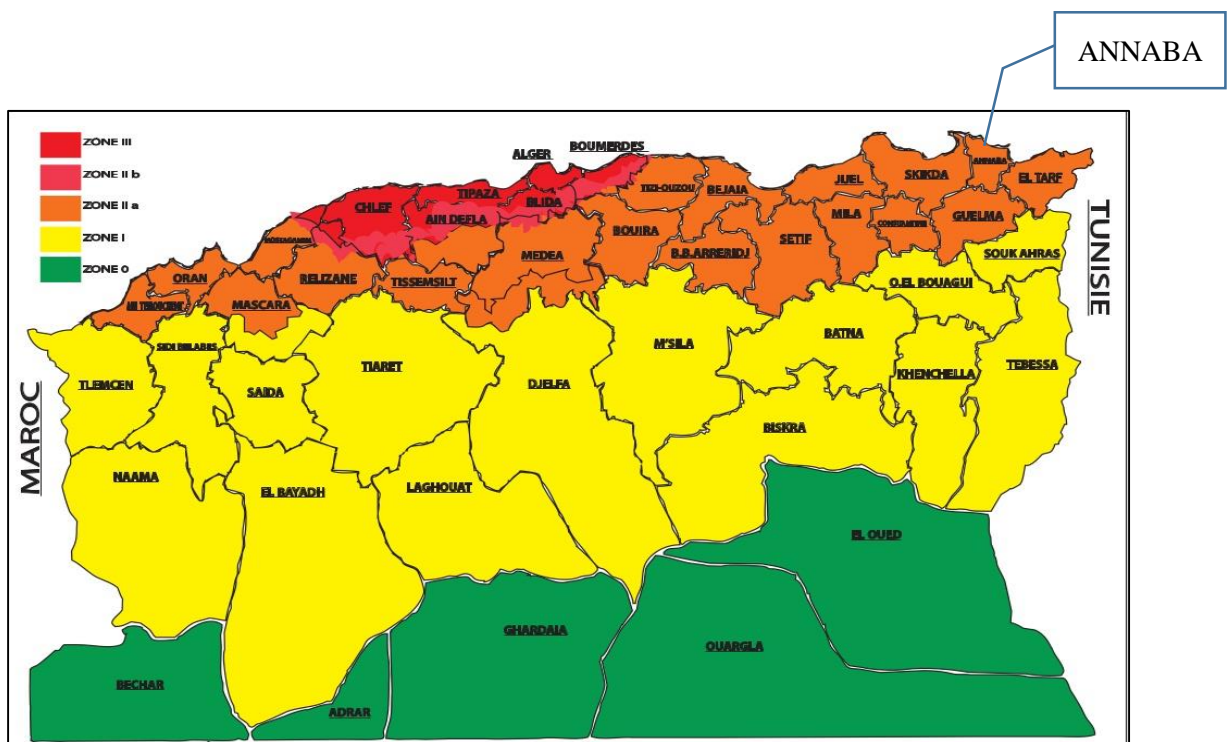 ANNABA
ZONE III
ZONE II b
ZONE II a
ZONE I
ZONE 0
BOUMERDES
ALGER
TIPAZA
CHLEF
BLIDA
AIN DEFLA
TIZI-OUZOU
BEJAIA
JIJEL
SKIKDA
ANNABA
EL TARF
MOSTAGANEM
BOUIRA
MILA
CONSTANTINE
GUELMA
ORAN
RELIZANE
TISSEMSILT
MEDEA
B.B.ARRERIDJ
SETIF
SOUK AHRAS
AIN TEMOUCHENT
MASCARA
O.EL BOUAGUI
TUNISIE
SIDI BELABES
TLEMCEN
SAIDA
TIARET
DJELFA
M'SILA
BATNA
KHENCHELLA
TEBESSA
MAROC
NAAMA
EL BAYADH
LAGHOUAT
BISKRA
EL OUED
GHARDAIA
OUARGLA
BECHAR
ADRAR